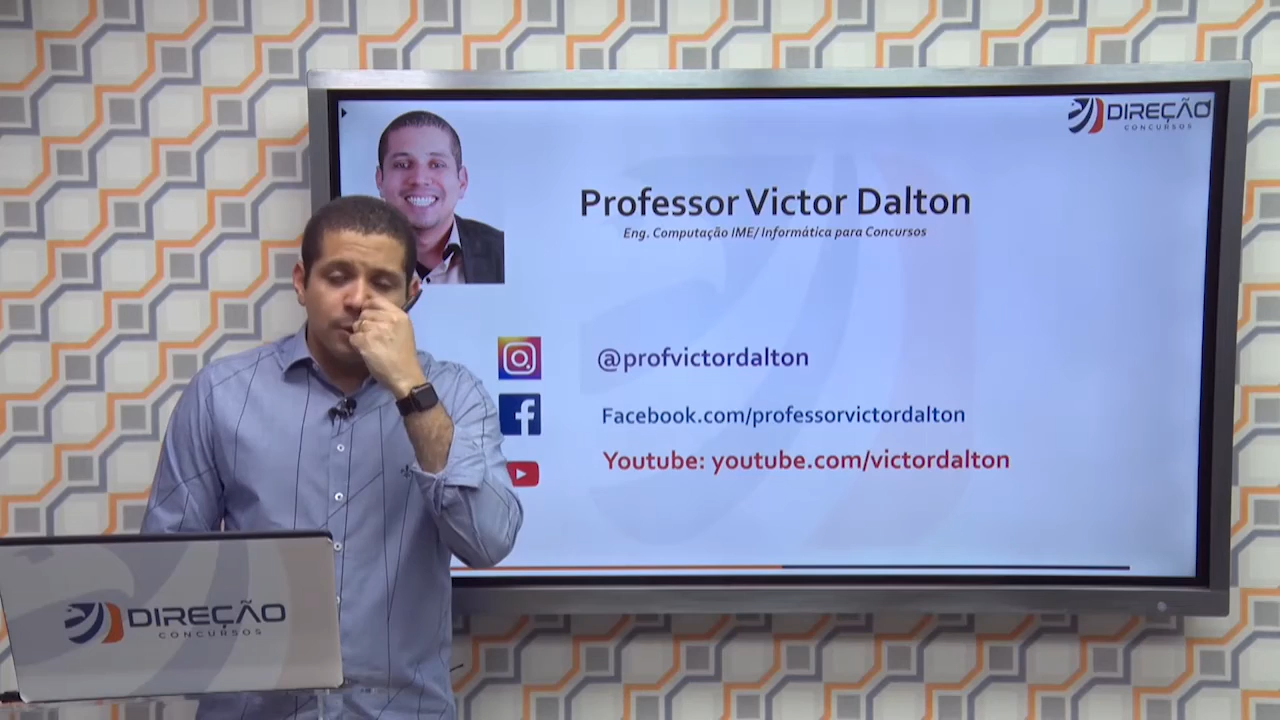 DIREÇÃO
CONCURSOS
Professor Victor Dalton
Eng. Computação IME/ Informática para Concursos
@profvictordalton
Facebook.com/professorvictordalton
Youtube: youtube.com/victordalton
DIREÇÃO
CONCURSOS